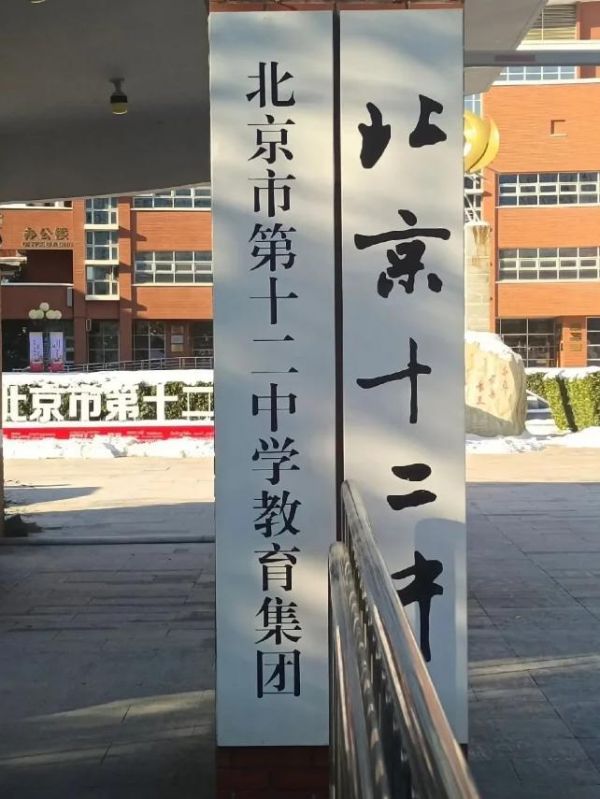 北京市第十二中学教育集团
北京十二中
办公楼
北京市第十二